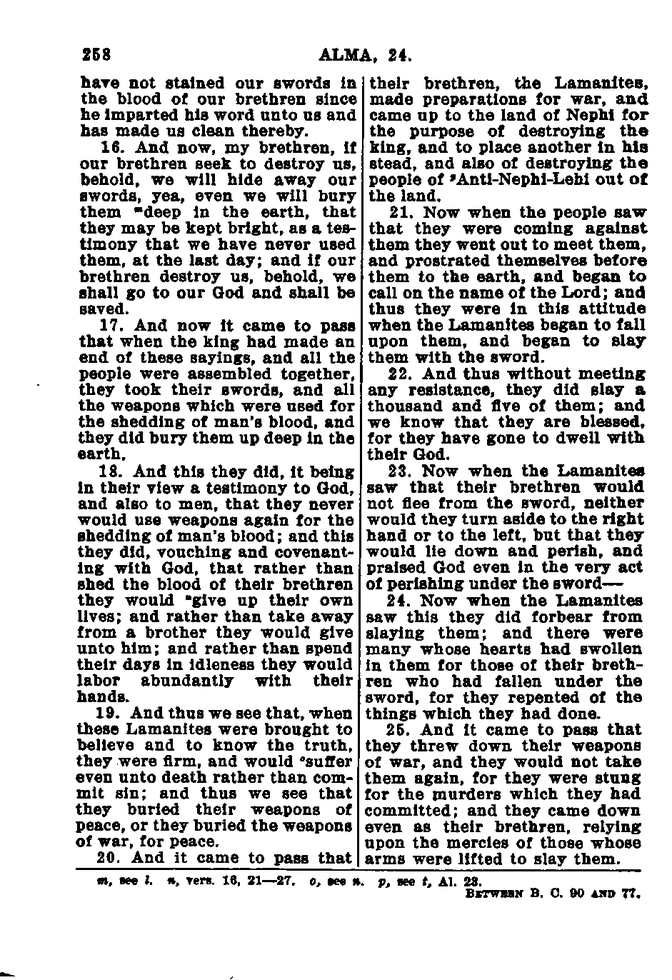 258
ALMA, 24.
have not stained our swords in
the blood of our brethren since
he imparted his word unto us and
has made us clean thereby.
16. And now, my brethren, if
our brethren seek to destroy us,
behold, we will hide away our
swords, yea, even we will bury
them ᵐdeep in the earth, that
they may be kept bright, as a tes-
timony that we have never used
them, at the last day; and if our
brethren destroy us, behold, we
shall go to our God and shall be
saved.
17. And now it came to pass
that when the king had made an
end of these sayings, and all the
people were assembled together,
they took their swords, and all
the weapons which were used for
the shedding of man's blood, and
they did bury them up deep in the
earth.
18. And this they did, it being
in their view a testimony to God,
and also to men, that they never
would use weapons again for the
shedding of man's blood; and this
they did, vouching and covenant-
ing with God, that rather than
shed the blood of their brethren
they would ⁿgive up their own
lives; and rather than take away
from a brother they would give
unto him; and rather than spend
their days in idleness they would
labor abundantly with their
hands.
19. And thus we see that, when
these Lamanites were brought to
believe and to know the truth,
they were firm, and would ᵒsuffer
even unto death rather than com-
mit sin; and thus we see that
they buried their weapons of
peace, or they buried the weapons
of war, for peace.
20. And it came to pass that
their brethren, the Lamanites,
made preparations for war, and
came up to the land of Nephi for
the purpose of destroying the
king, and to place another in his
stead, and also of destroying the
people of ᵖAnti-Nephi-Lehi out of
the land.
21. Now when the people saw
that they were coming against
them they went out to meet them,
and prostrated themselves before
them to the earth, and began to
call on the name of the Lord; and
thus they were in this attitude
when the Lamanites began to fall
upon them, and began to slay
them with the sword.
22. And thus without meeting
any resistance, they did slay a
thousand and five of them; and
we know that they are blessed,
for they have gone to dwell with
their God.
23. Now when the Lamanites
saw that their brethren would
not flee from the sword, neither
would they turn aside to the right
hand or to the left, but that they
would lie down and perish, and
praised God even in the very act
of perishing under the sword—
24. Now when the Lamanites
saw this they did forbear from
slaying them; and there were
many whose hearts had swollen
in them for those of their breth-
ren who had fallen under the
sword, for they repented of the
things which they had done.
25. And it came to pass that
they threw down their weapons
of war, and they would not take
them again, for they were stung
for the murders which they had
committed; and they came down
even as their brethren, relying
upon the mercies of those whose
arms were lifted to slay them.
m, see l. n, vers. 16, 21—27. o, see n. p, see t, Al. 23.
BETWEEN B. C. 90 AND 77.